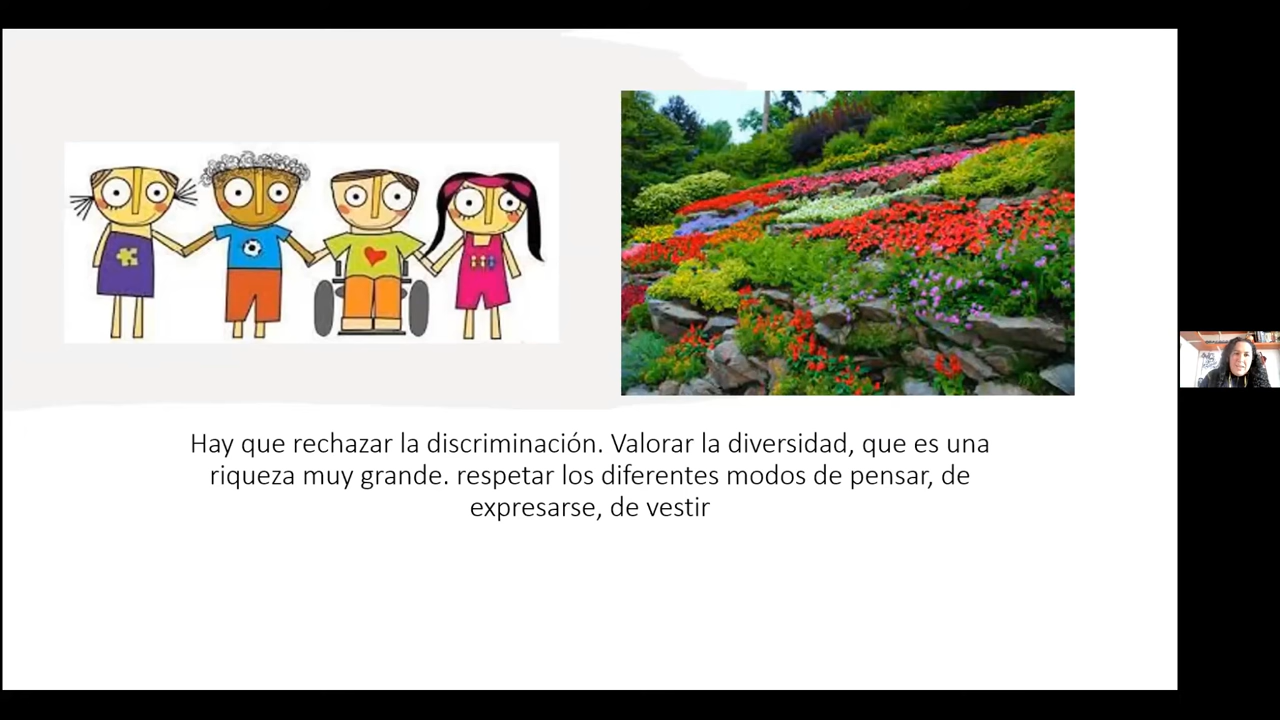 Hay que rechazar la discriminación. Valorar la diversidad, que es una
riqueza muy grande. respetar los diferentes modos de pensar, de
expresarse, de vestir